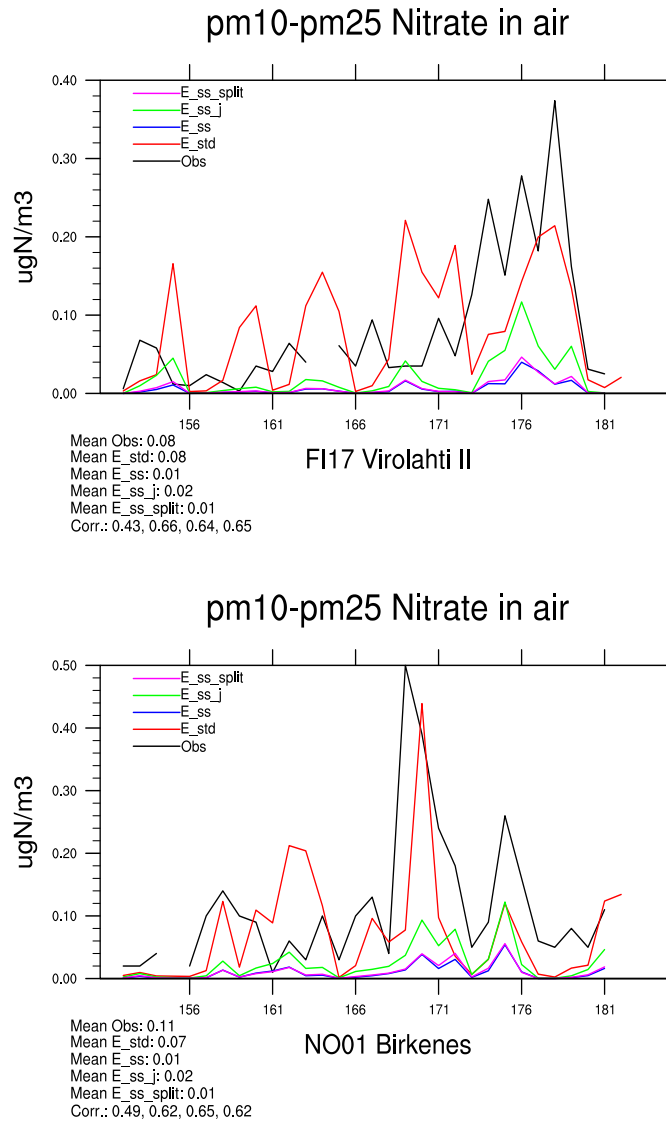 pm10-pm25 Nitrate in air
0.40
E_ss_split
E_ss_j
E_ss
E_std
Obs
0.30
0.20
0.10
0.00
ugN/m3
156 161 166 171 176 181
Mean Obs: 0.08
Mean E_std: 0.08
Mean E_ss: 0.01
Mean E_ss_j: 0.02
Mean E_ss_split: 0.01
Corr.: 0.43, 0.66, 0.64, 0.65
FI17 Virolahti II
pm10-pm25 Nitrate in air
0.50
E_ss_split
E_ss_j
E_ss
E_std
Obs
0.40
0.30
0.20
0.10
0.00
ugN/m3
156 161 166 171 176 181
Mean Obs: 0.11
Mean E_std: 0.07
Mean E_ss: 0.01
Mean E_ss_j: 0.02
Mean E_ss_split: 0.01
Corr.: 0.49, 0.62, 0.65, 0.62
NO01 Birkenes